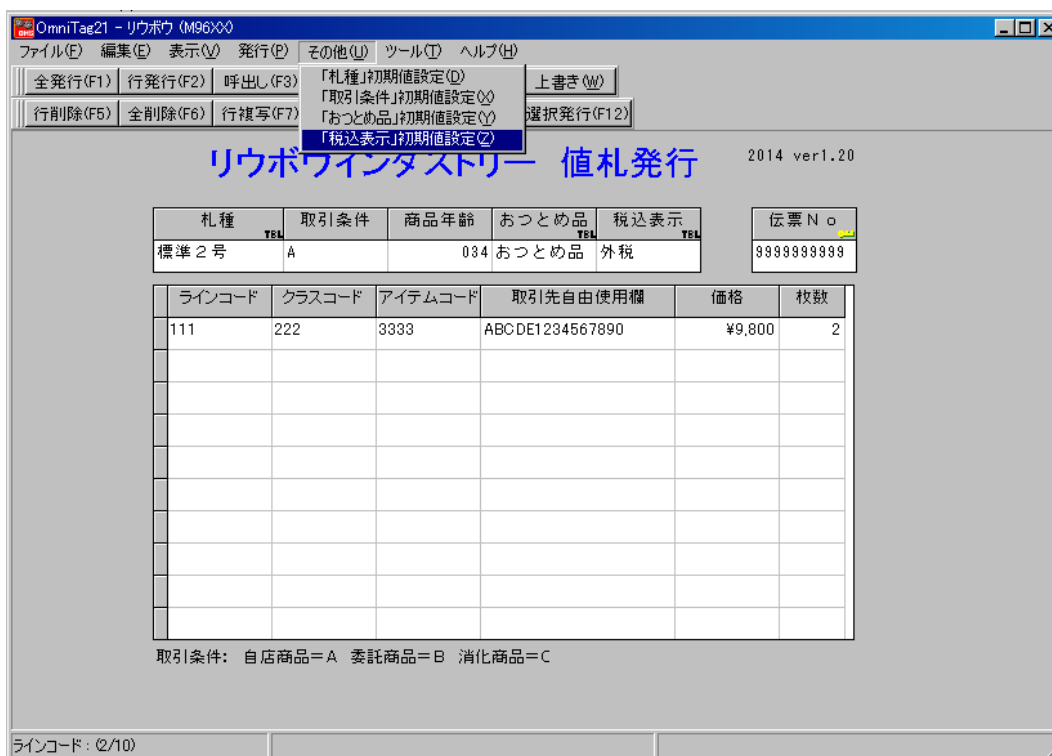 OmniTag21 - リウボウ (M96XX)
ファイル(F) 編集(E) 表示(V) 発行(P) その他(U) ツール(T) ヘルプ(H)
全発行(F1) 行発行(F2) 呼出し(F3) 上書き(W)
「札種」初期値設定(D)
「取引条件」初期値設定(X)
「おつとめ品」初期値設定(Y)
「税込表示」初期値設定(Z)
行削除(F5) 全削除(F6) 行複写(F7) 選択発行(F12)
リウボウインダストリー 値札発行 2014 ver1.20
札種 取引条件 商品年齢 おつとめ品 税込表示 伝票No
TBL TBL TBL
標準2号 A 034 おつとめ品 外税 9999999999
ラインコード クラスコード アイテムコード 取引先自由使用欄 価格 枚数
111 222 3333 ABCDE1234567890 ¥9,800 2
取引条件: 自店商品=A 委託商品=B 消化商品=C
ラインコード : (2/10)